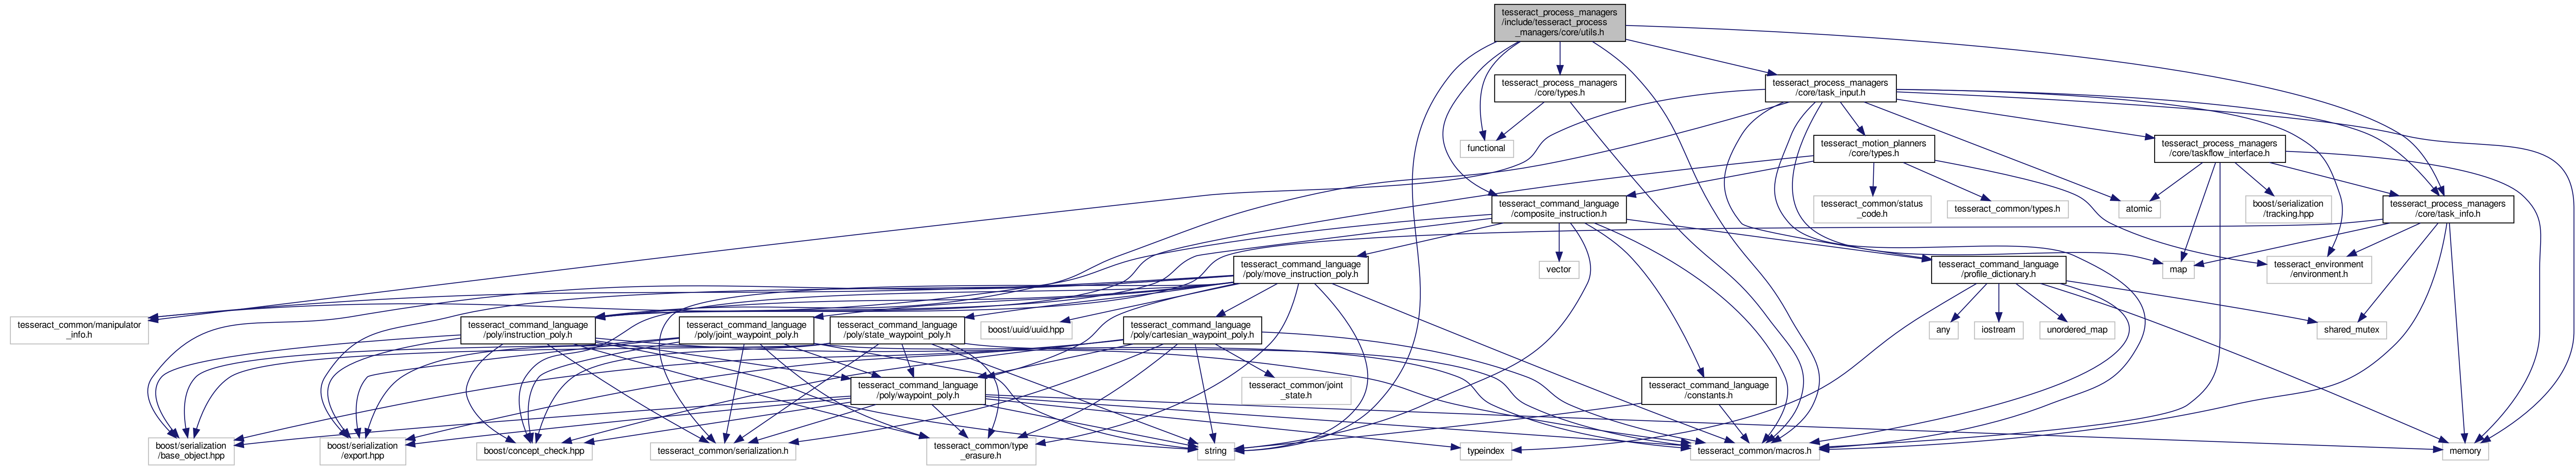 tesseract_process_managers
/include/tesseract_process
_managers/core/utils.h
tesseract_process_managers
/core/types.h
tesseract_process_managers
/core/task_input.h
functional
tesseract_motion_planners
/core/types.h
tesseract_process_managers
/core/taskflow_interface.h
tesseract_command_language
/composite_instruction.h
tesseract_common/status
_code.h
tesseract_common/types.h
atomic
boost/serialization
/tracking.hpp
tesseract_process_managers
/core/task_info.h
tesseract_command_language
/poly/move_instruction_poly.h
vector
tesseract_command_language
/profile_dictionary.h
map
tesseract_environment
/environment.h
tesseract_common/manipulator
_info.h
tesseract_command_language
/poly/instruction_poly.h
tesseract_command_language
/poly/joint_waypoint_poly.h
tesseract_command_language
/poly/state_waypoint_poly.h
boost/uuid/uuid.hpp
tesseract_command_language
/poly/cartesian_waypoint_poly.h
any
iostream
unordered_map
shared_mutex
tesseract_command_language
/poly/waypoint_poly.h
tesseract_common/joint
_state.h
tesseract_command_language
/constants.h
boost/serialization
/base_object.hpp
boost/serialization
/export.hpp
boost/concept_check.hpp
tesseract_common/serialization.h
tesseract_common/type
_erasure.h
string
typeindex
tesseract_common/macros.h
memory